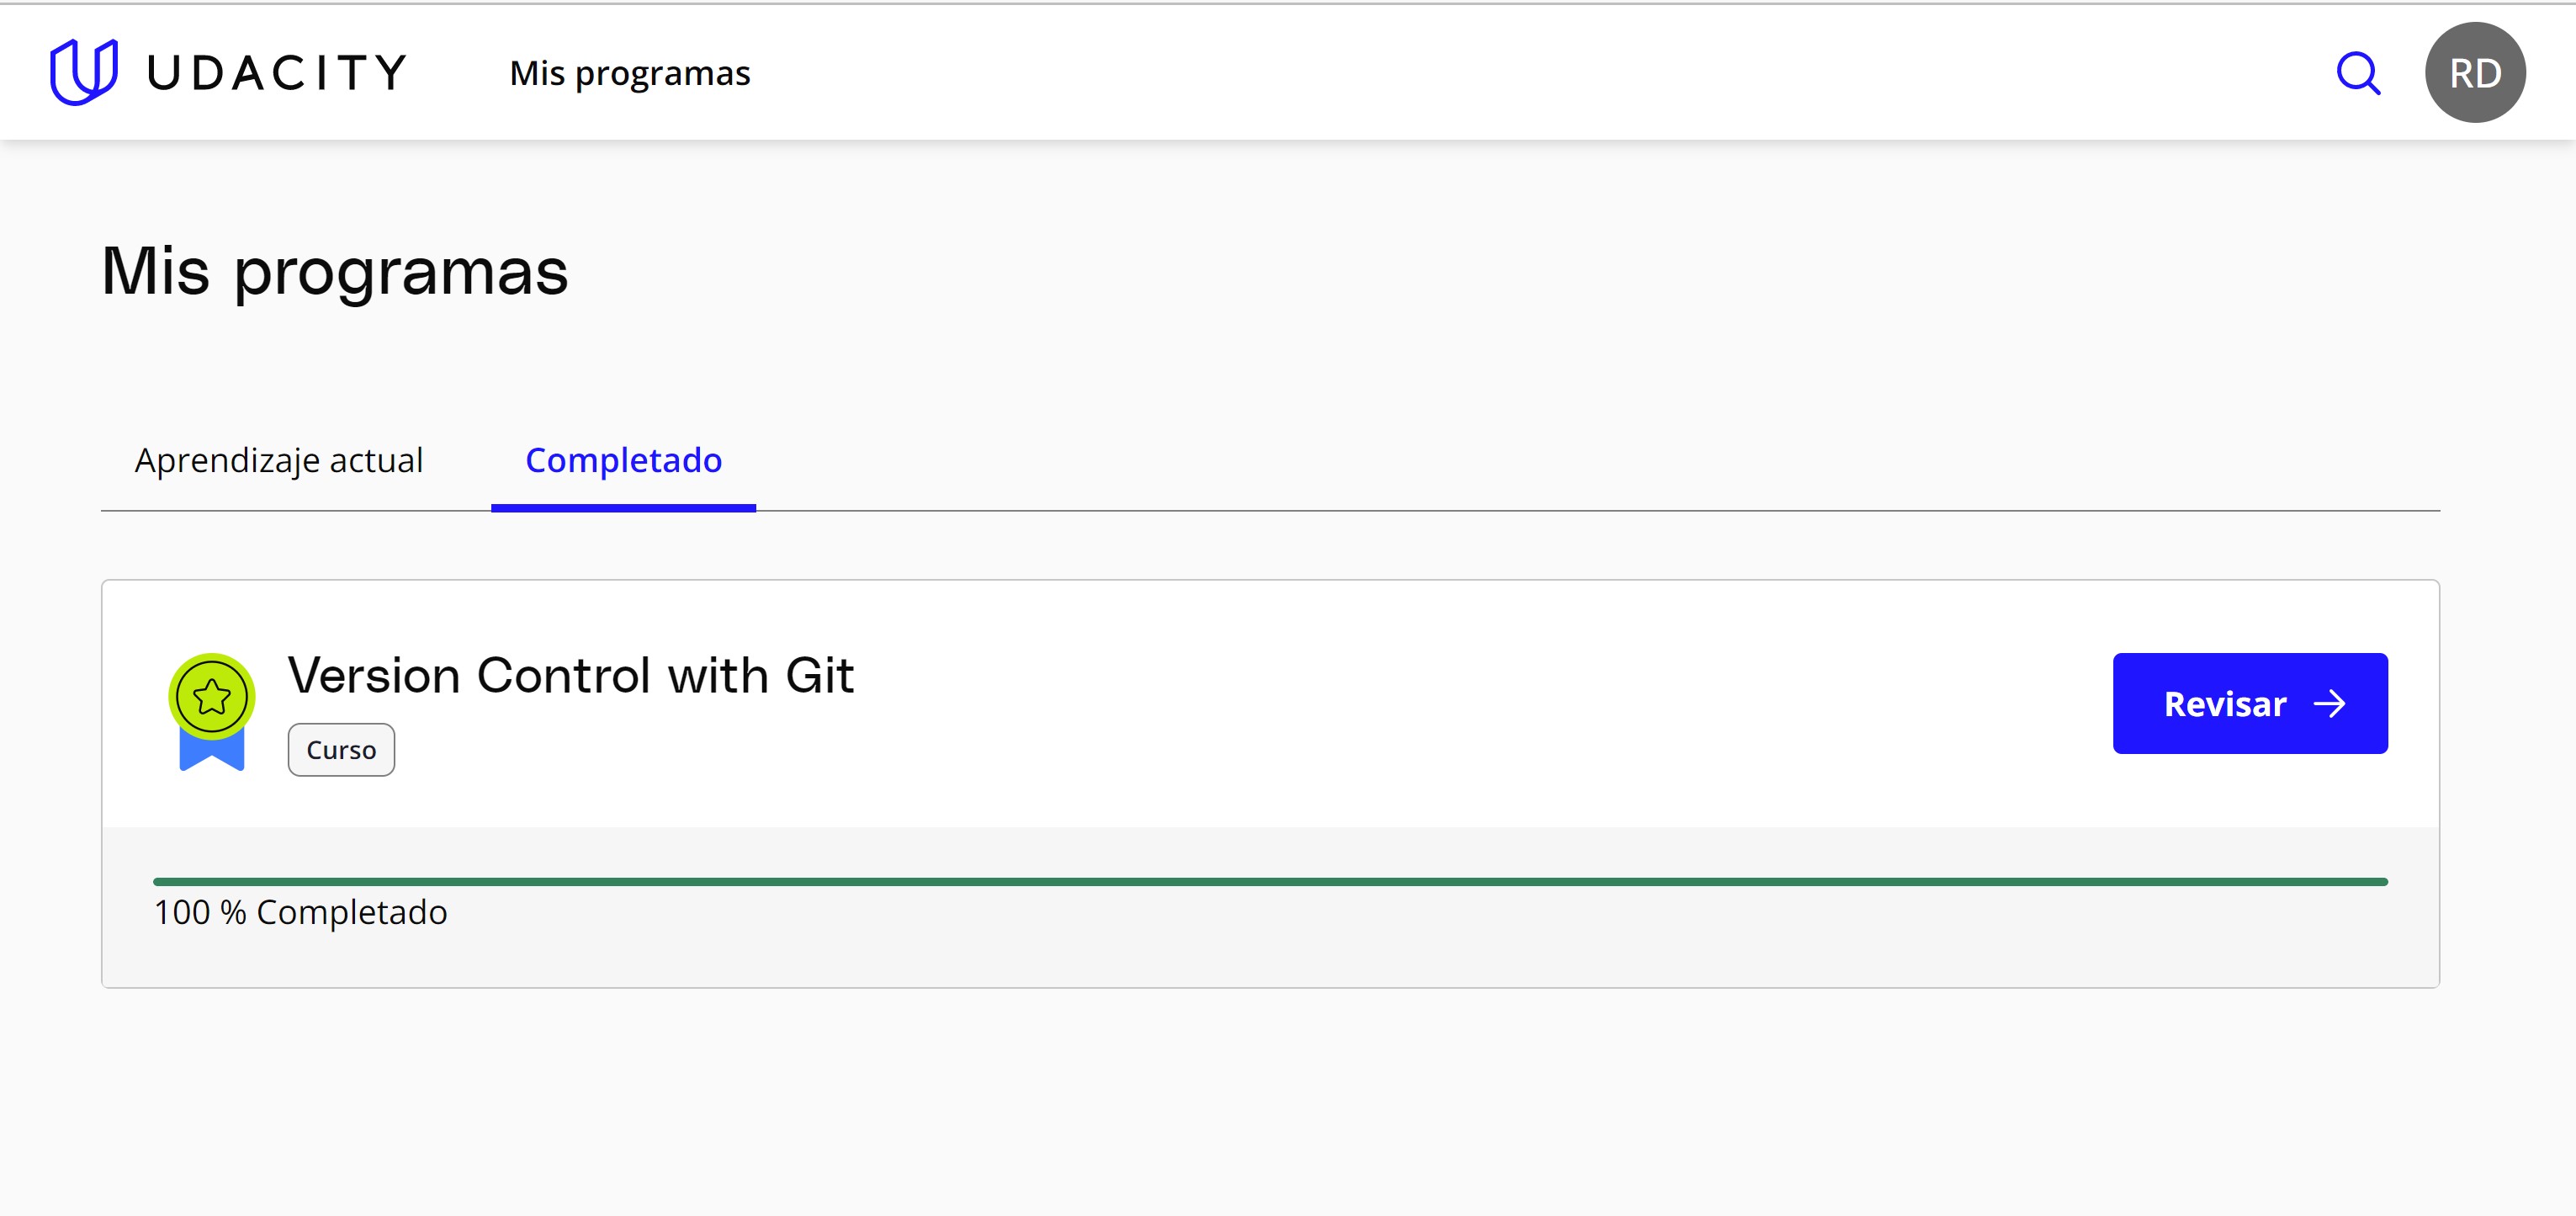 UDACITY Mis programas RD
Mis programas
Aprendizaje actual Completado
Version Control with Git
Curso
Revisar
100 % Completado